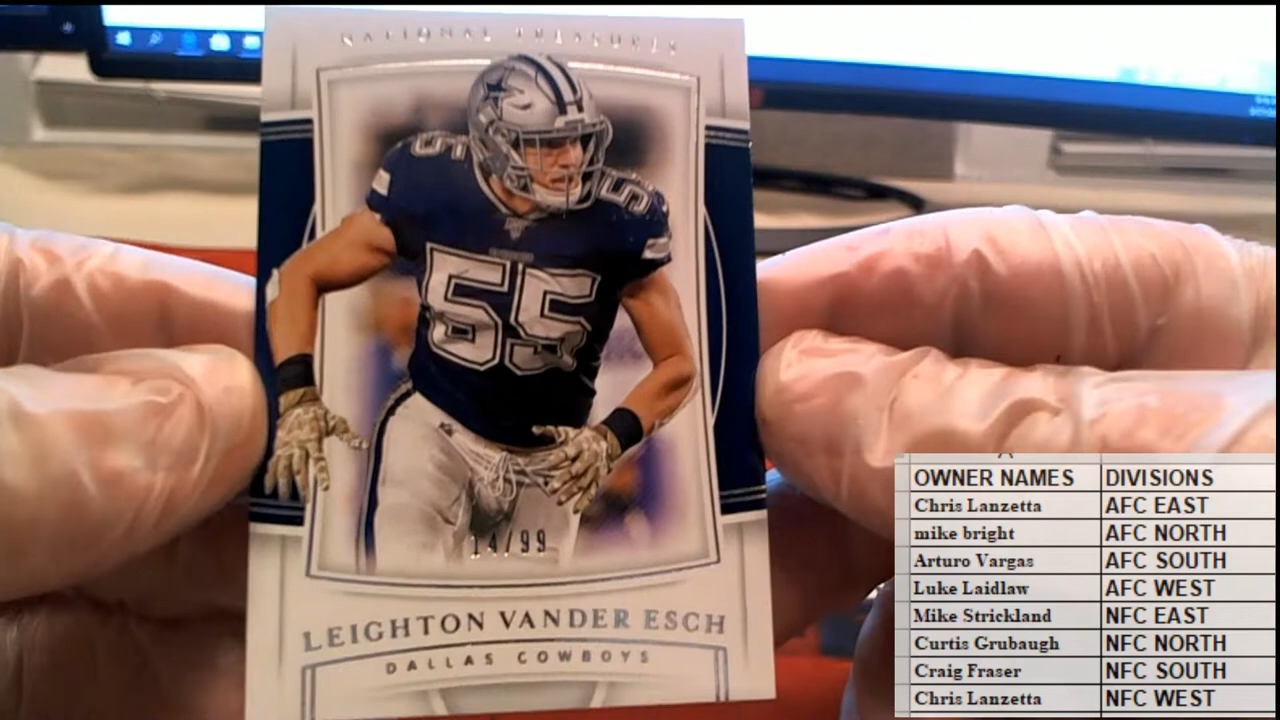 NATIONAL TREASURES
55
55
55
14/99
LEIGHTON VANDER ESCH
DALLAS COWBOYS
A
OWNER NAMES DIVISIONS
Chris Lanzetta AFC EAST
mike bright AFC NORTH
Arturo Vargas AFC SOUTH
Luke Laidlaw AFC WEST
Mike Strickland NFC EAST
Curtis Grubaugh NFC NORTH
Craig Fraser NFC SOUTH
Chris Lanzetta NFC WEST